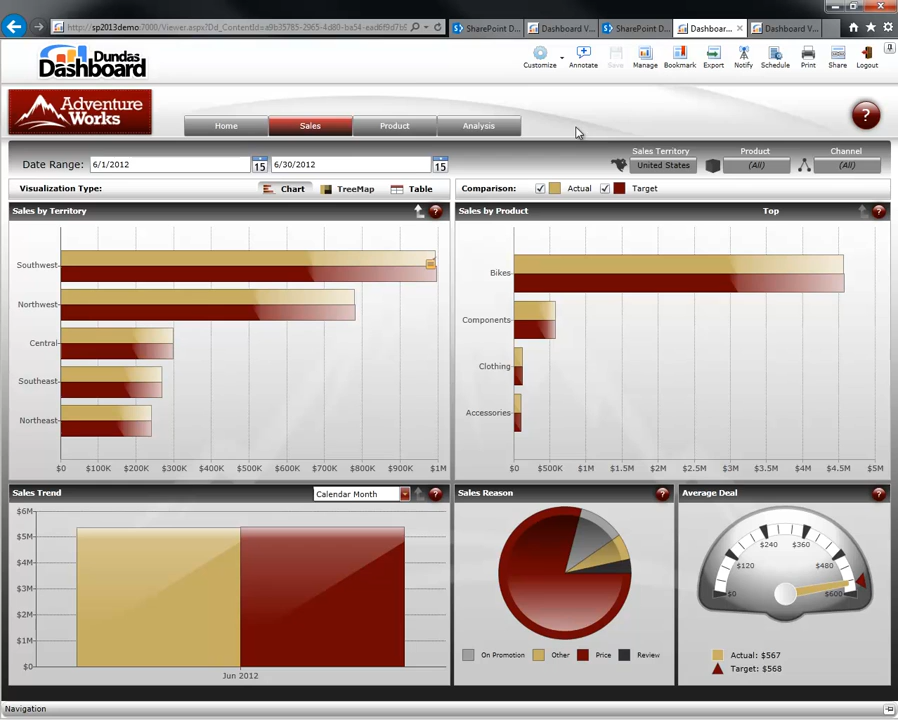 http://sp2013demo:7000/Viewer.aspx?Dd_ContentId=a9b35785-2965-4d80-ba54-ead6f9d7d
SharePoint D...
Dashboard V...
SharePoint D...
Dashboar...
Dashboard V...
Dundas
Dashboard
Customize
Annotate
Save
Manage
Bookmark
Export
Notify
Schedule
Print
Share
Logout
Adventure
Works
Home
Sales
Product
Analysis
?
Date Range:
6/1/2012
15
6/30/2012
15
Sales Territory
United States
Product
(All)
Channel
(All)
Visualization Type:
Chart
TreeMap
Table
Comparison:
Actual
Target
Sales by Territory
?
Southwest
Northwest
Central
Southeast
Northeast
$0 $100K $200K $300K $400K $500K $600K $700K $800K $900K $1M
Sales by Product
Top
?
Bikes
Components
Clothing
Accessories
$0 $500K $1M $1.5M $2M $2.5M $3M $3.5M $4M $4.5M $5M
Sales Trend
Calendar Month
?
$6M
$5M
$4M
$3M
$2M
$1M
$0
Jun 2012
Sales Reason
?
On Promotion
Other
Price
Review
Average Deal
?
$0
$120
$240
$360
$480
$600
Actual: $567
Target: $568
Navigation